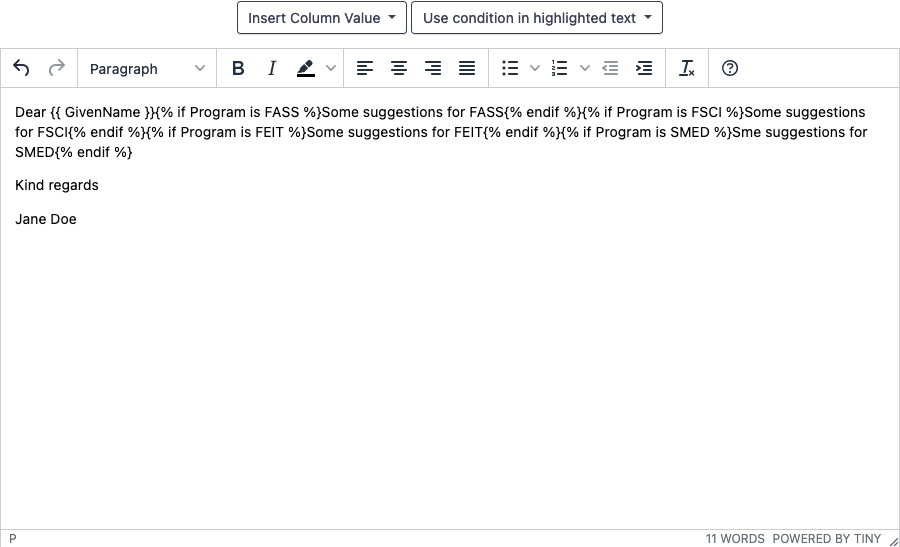 Insert Column Value Use condition in highlighted text
Paragraph B I
Dear {{ GivenName }}{% if Program is FASS %}Some suggestions for FASS{% endif %}{% if Program is FSCI %}Some suggestions
for FSCI{% endif %}{% if Program is FEIT %}Some suggestions for FEIT{% endif %}{% if Program is SMED %}Sme suggestions for
SMED{% endif %}
Kind regards
Jane Doe
P 11 WORDS POWERED BY TINY